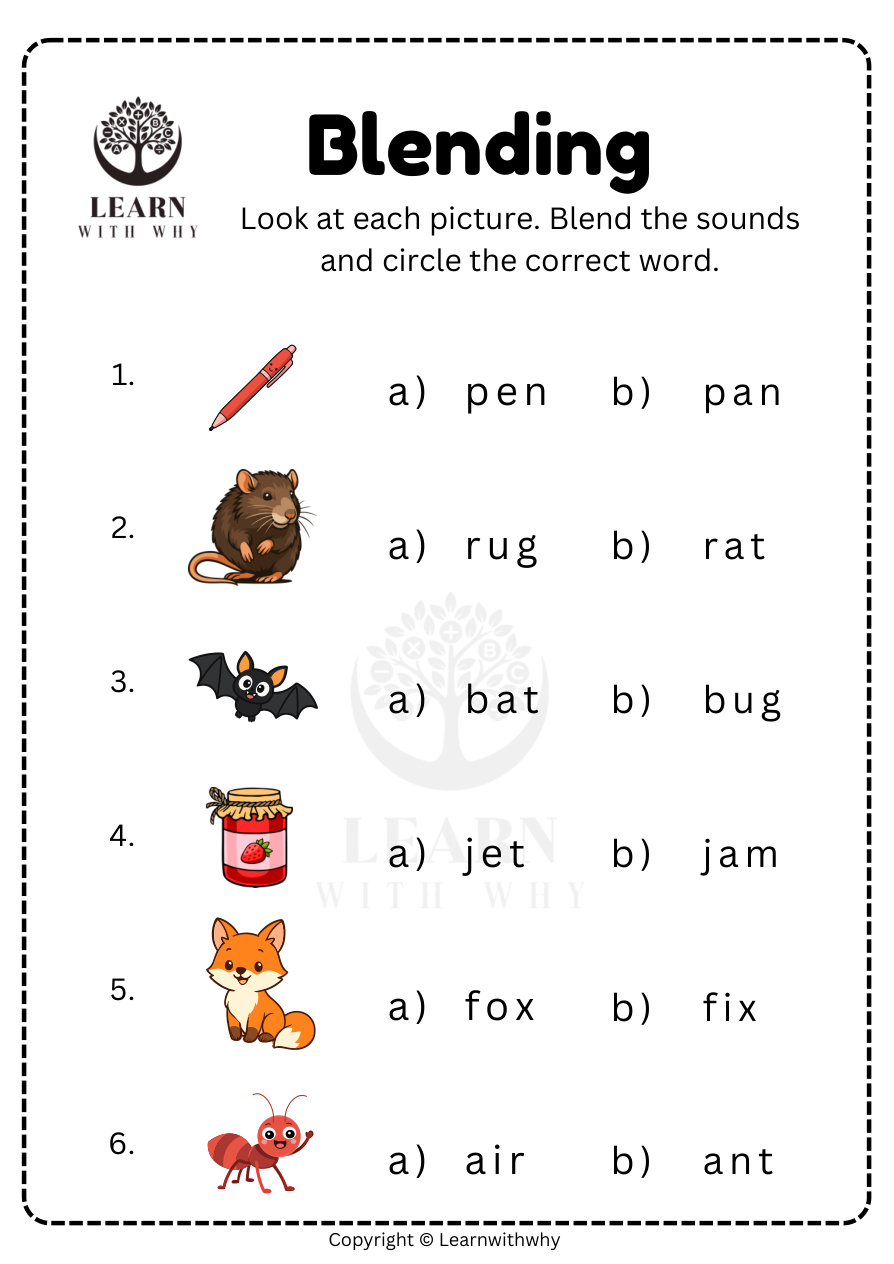 LEARN
WITH WHY
Blending
Look at each picture. Blend the sounds
and circle the correct word.
1. a) pen b) pan
2. a) rug b) rat
3. a) bat b) bug
4. a) jet b) jam
5. a) fox b) fix
6. a) air b) ant
LEARN
WITH WHY
Copyright © Learnwithwhy